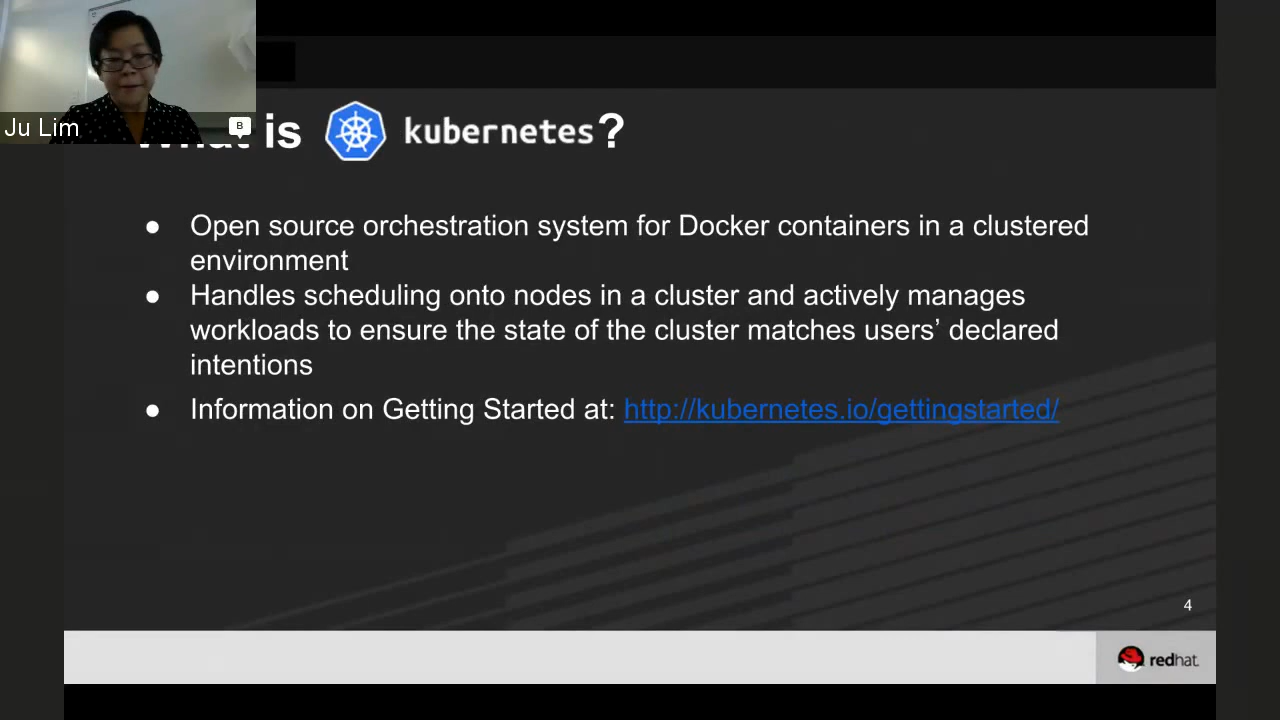 Ju Lim
B
is kubernetes?
● Open source orchestration system for Docker containers in a clustered
environment
● Handles scheduling onto nodes in a cluster and actively manages
workloads to ensure the state of the cluster matches users’ declared
intentions
● Information on Getting Started at: http://kubernetes.io/gettingstarted/
4
redhat.